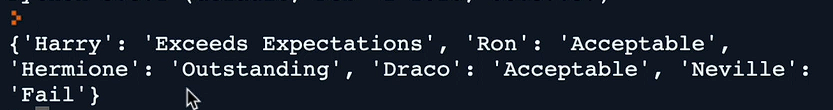 {'Harry': 'Exceeds Expectations', 'Ron': 'Acceptable',
'Hermione': 'Outstanding', 'Draco': 'Acceptable', 'Neville':
'Fail'}